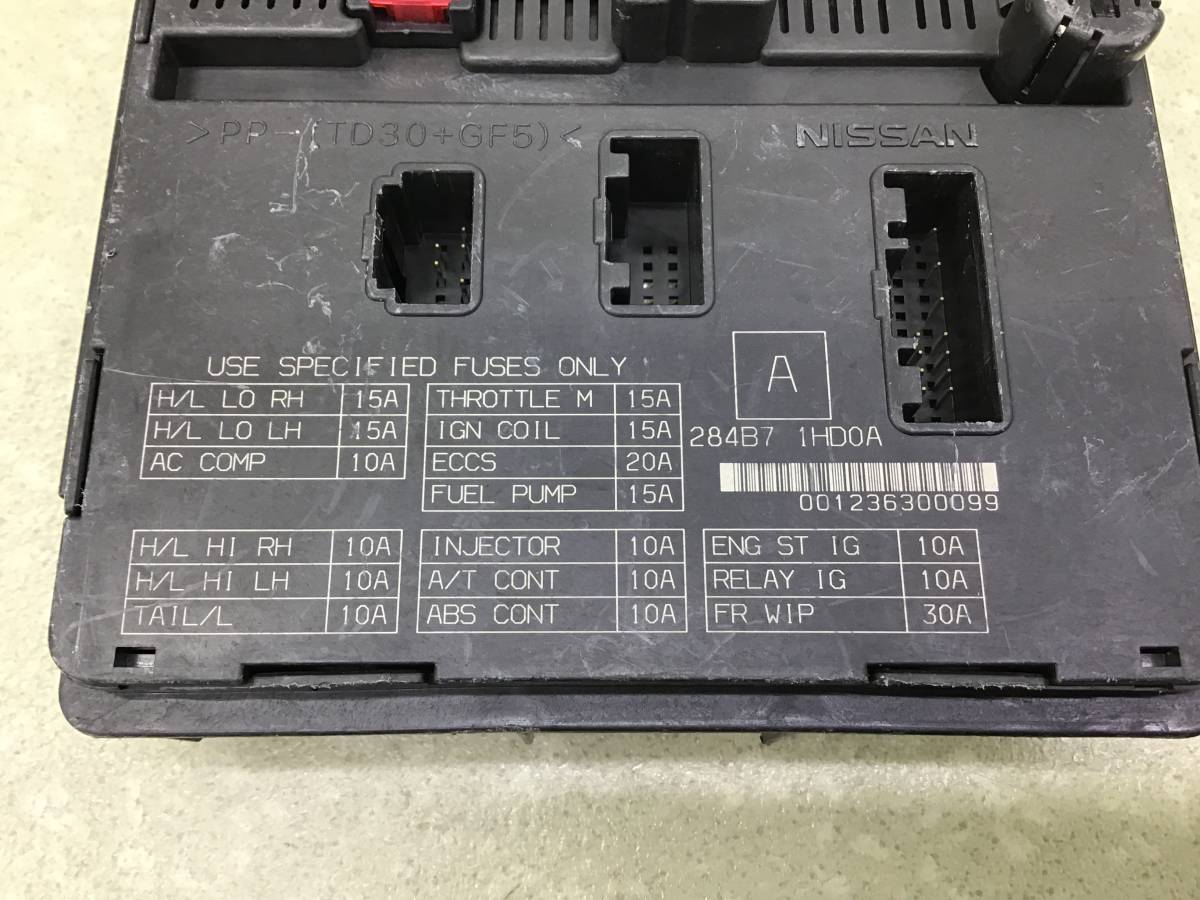 >PP-(TD30+GF5)<
NISSAN
USE SPECIFIED FUSES ONLY
H/L LO RH 15A
H/L LO LH 15A
AC COMP 10A
THROTTLE M 15A
IGN COIL 15A
ECCS 20A
FUEL PUMP 15A
A
284B7 1HD0A
001236300099
H/L HI RH 10A
H/L HI LH 10A
TAIL/L 10A
INJECTOR 10A
A/T CONT 10A
ABS CONT 10A
ENG ST IG 10A
RELAY IG 10A
FR WIP 30A